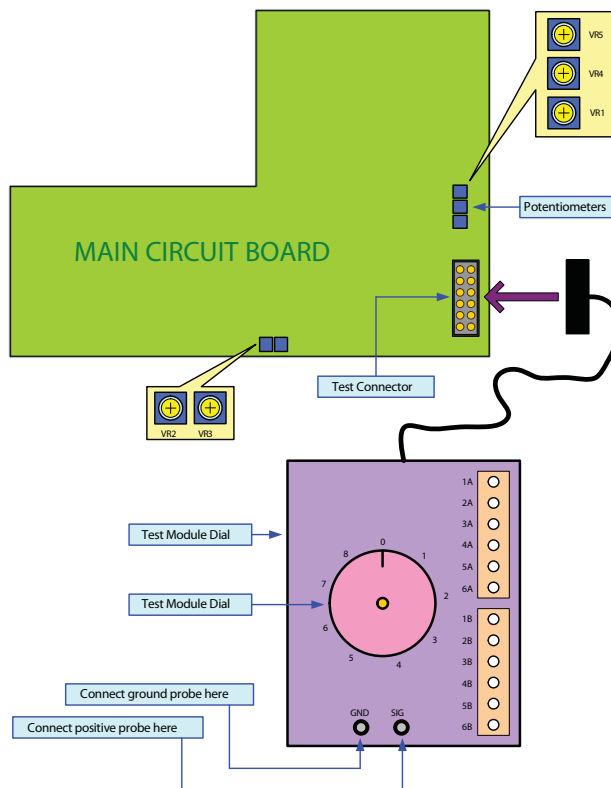 VR5
VR4
VR1
Potentiometers
MAIN CIRCUIT BOARD
Test Connector
VR2 VR3
1A
2A
3A
4A
5A
6A
1B
2B
3B
4B
5B
6B
Test Module Dial
0
1
2
3
4
5
6
7
8
Test Module Dial
Connect ground probe here
GND SIG
Connect positive probe here